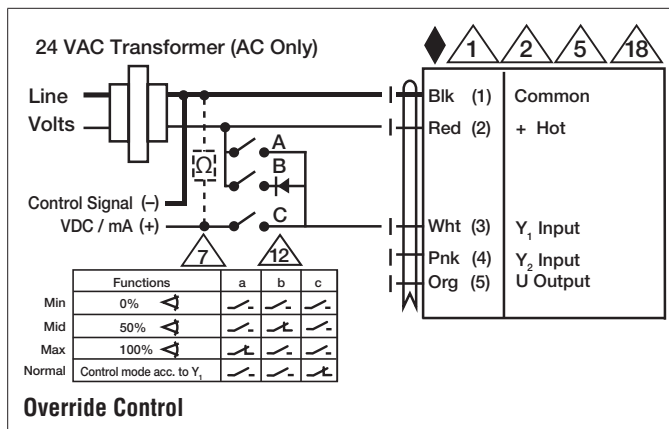 24 VAC Transformer (AC Only)
1 2 5 18
Line
Volts
Blk (1) Common
Red (2) + Hot
A
B
Ω
Control Signal (–)
VDC / mA (+)
C
Wht (3) Y₁ Input
Pnk (4) Y₂ Input
Org (5) U Output
7 12
Functions a b c
Min 0%
Mid 50%
Max 100%
Normal Control mode acc. to Y₁
Override Control